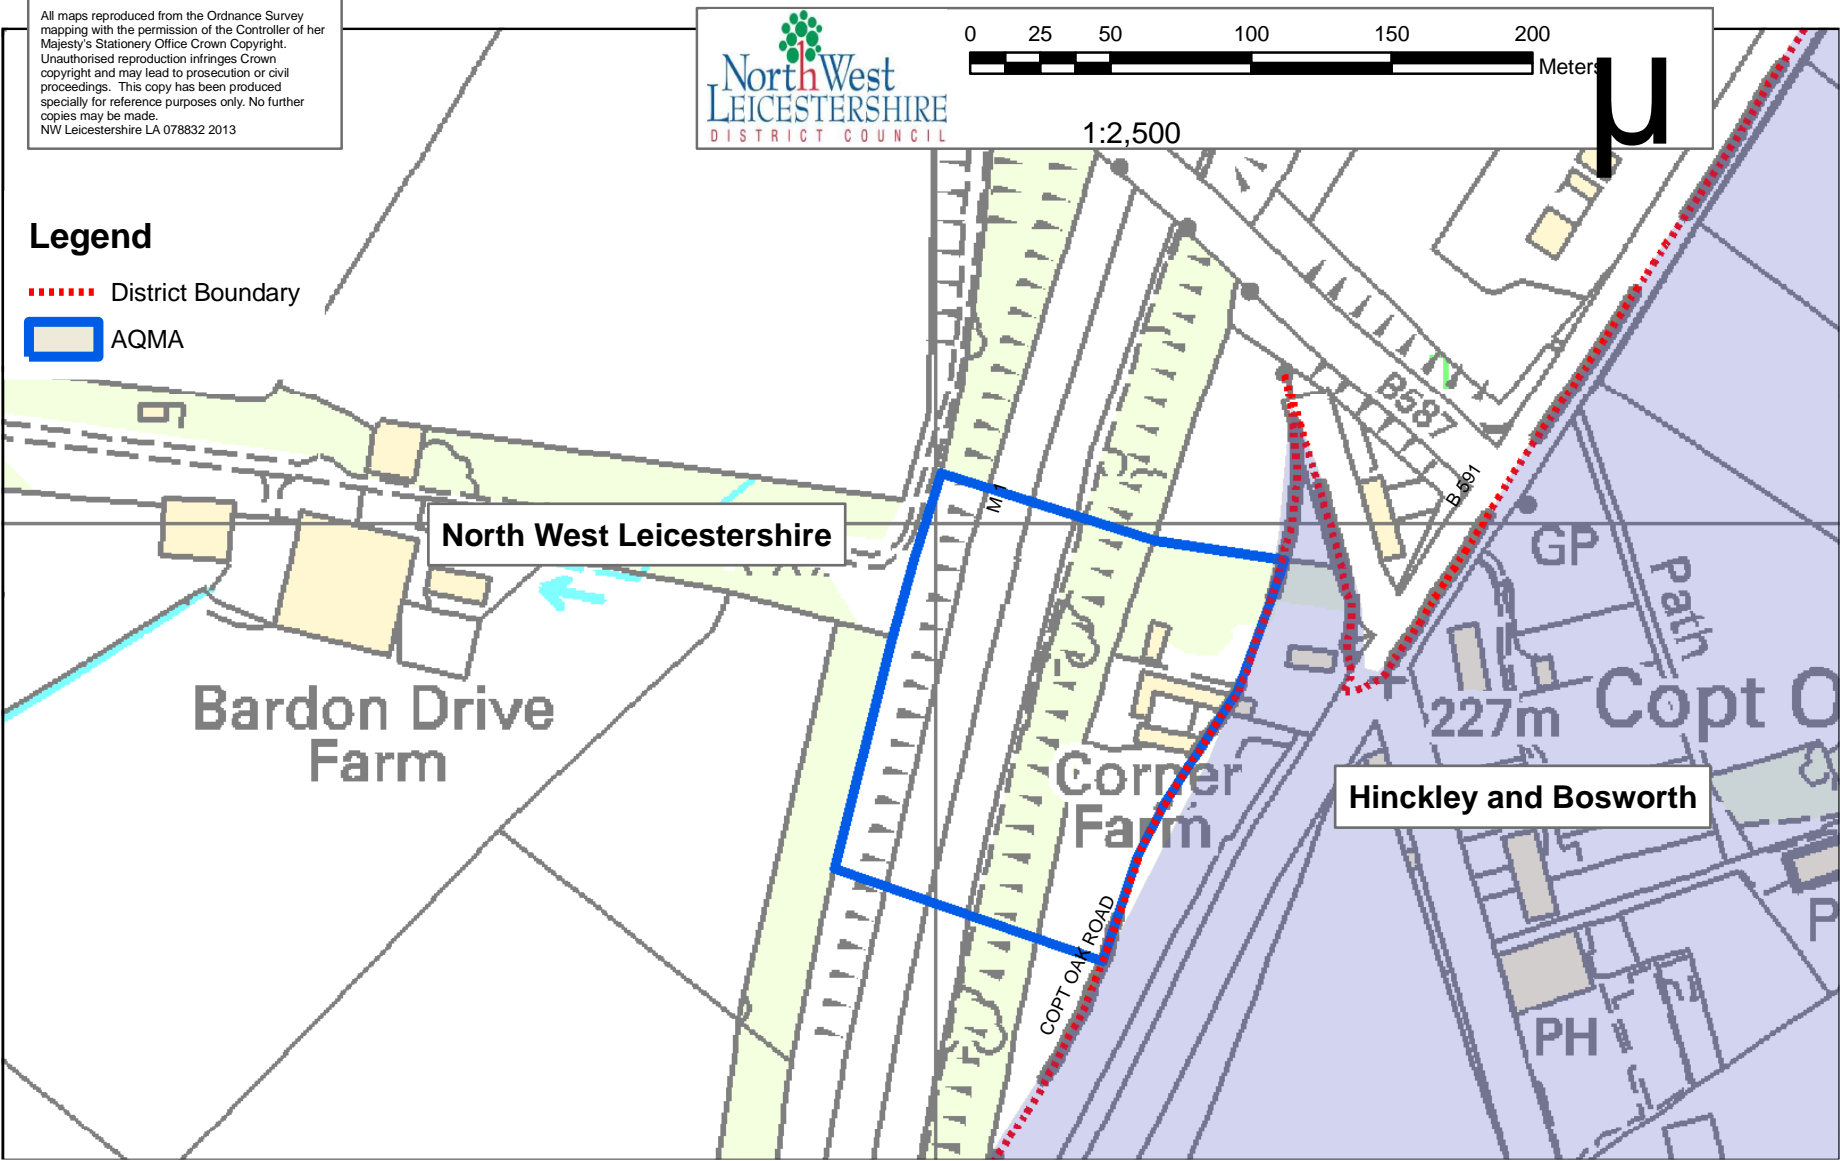 All maps reproduced from the Ordnance Survey
mapping with the permission of the Controller of her
Majesty's Stationery Office Crown Copyright.
Unauthorised reproduction infringes Crown
copyright and may lead to prosecution or civil
proceedings. This copy has been produced
specially for reference purposes only. No further
copies may be made.
NW Leicestershire LA 078832 2013
North West
LEICESTERSHIRE
DISTRICT COUNCIL
0 25 50 100 150 200
Meters
1:2,500
µ
Legend
District Boundary
AQMA
B587
B 591
M 1
North West Leicestershire
GP
Path
Bardon Drive
Farm
227m
Copt O
Corner
Farm
Hinckley and Bosworth
COPT OAK ROAD
P
PH